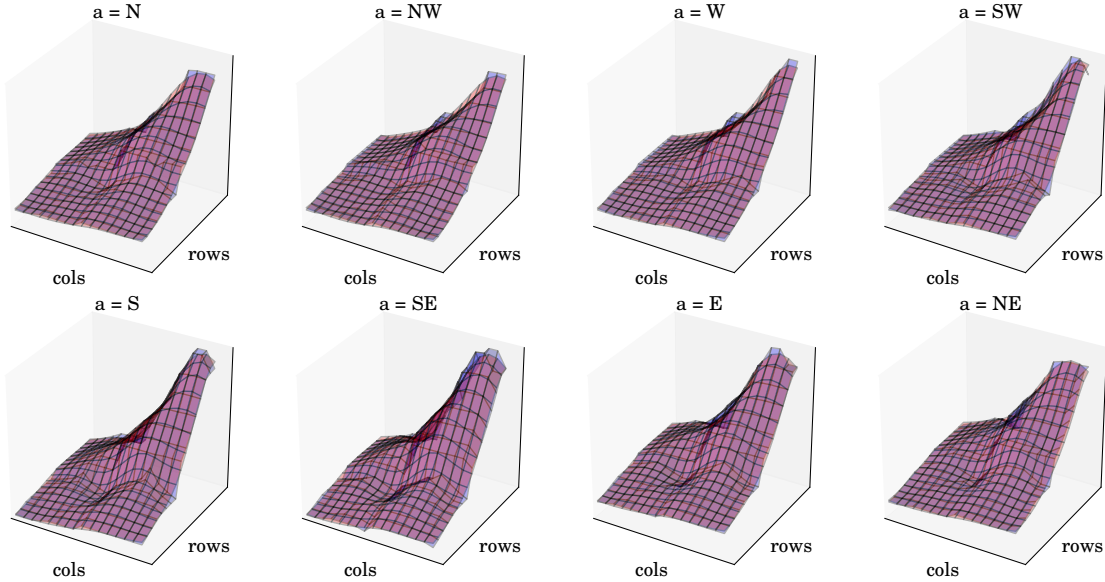 a = N
a = NW
a = W
a = SW
rows
rows
rows
rows
cols
cols
cols
cols
a = S
a = SE
a = E
a = NE
rows
rows
rows
rows
cols
cols
cols
cols